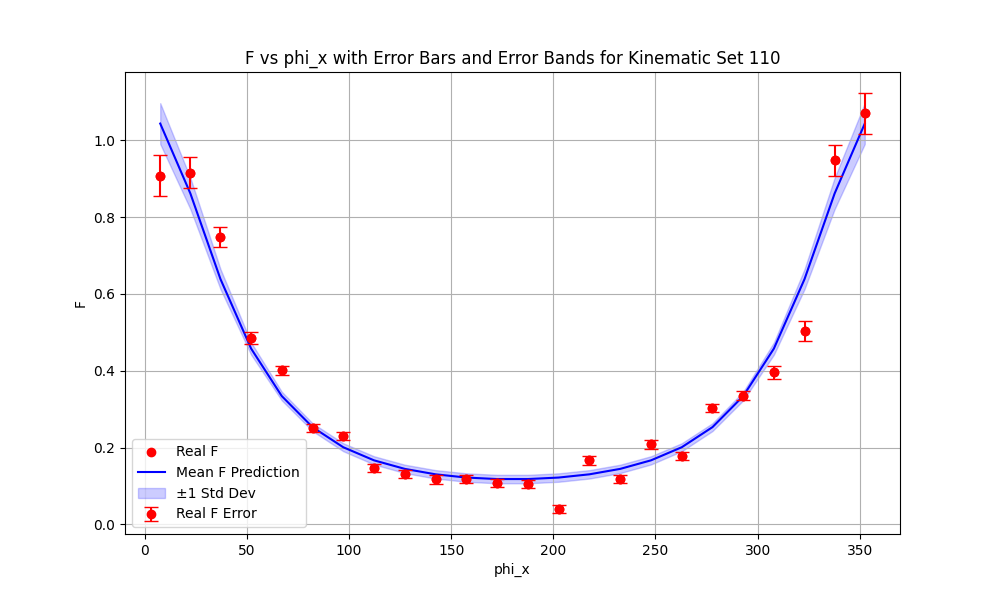 F vs phi_x with Error Bars and Error Bands for Kinematic Set 110
F
1.0
0.8
0.6
0.4
0.2
0.0
Real F
Mean F Prediction
±1 Std Dev
Real F Error
0 50 100 150 200 250 300 350
phi_x